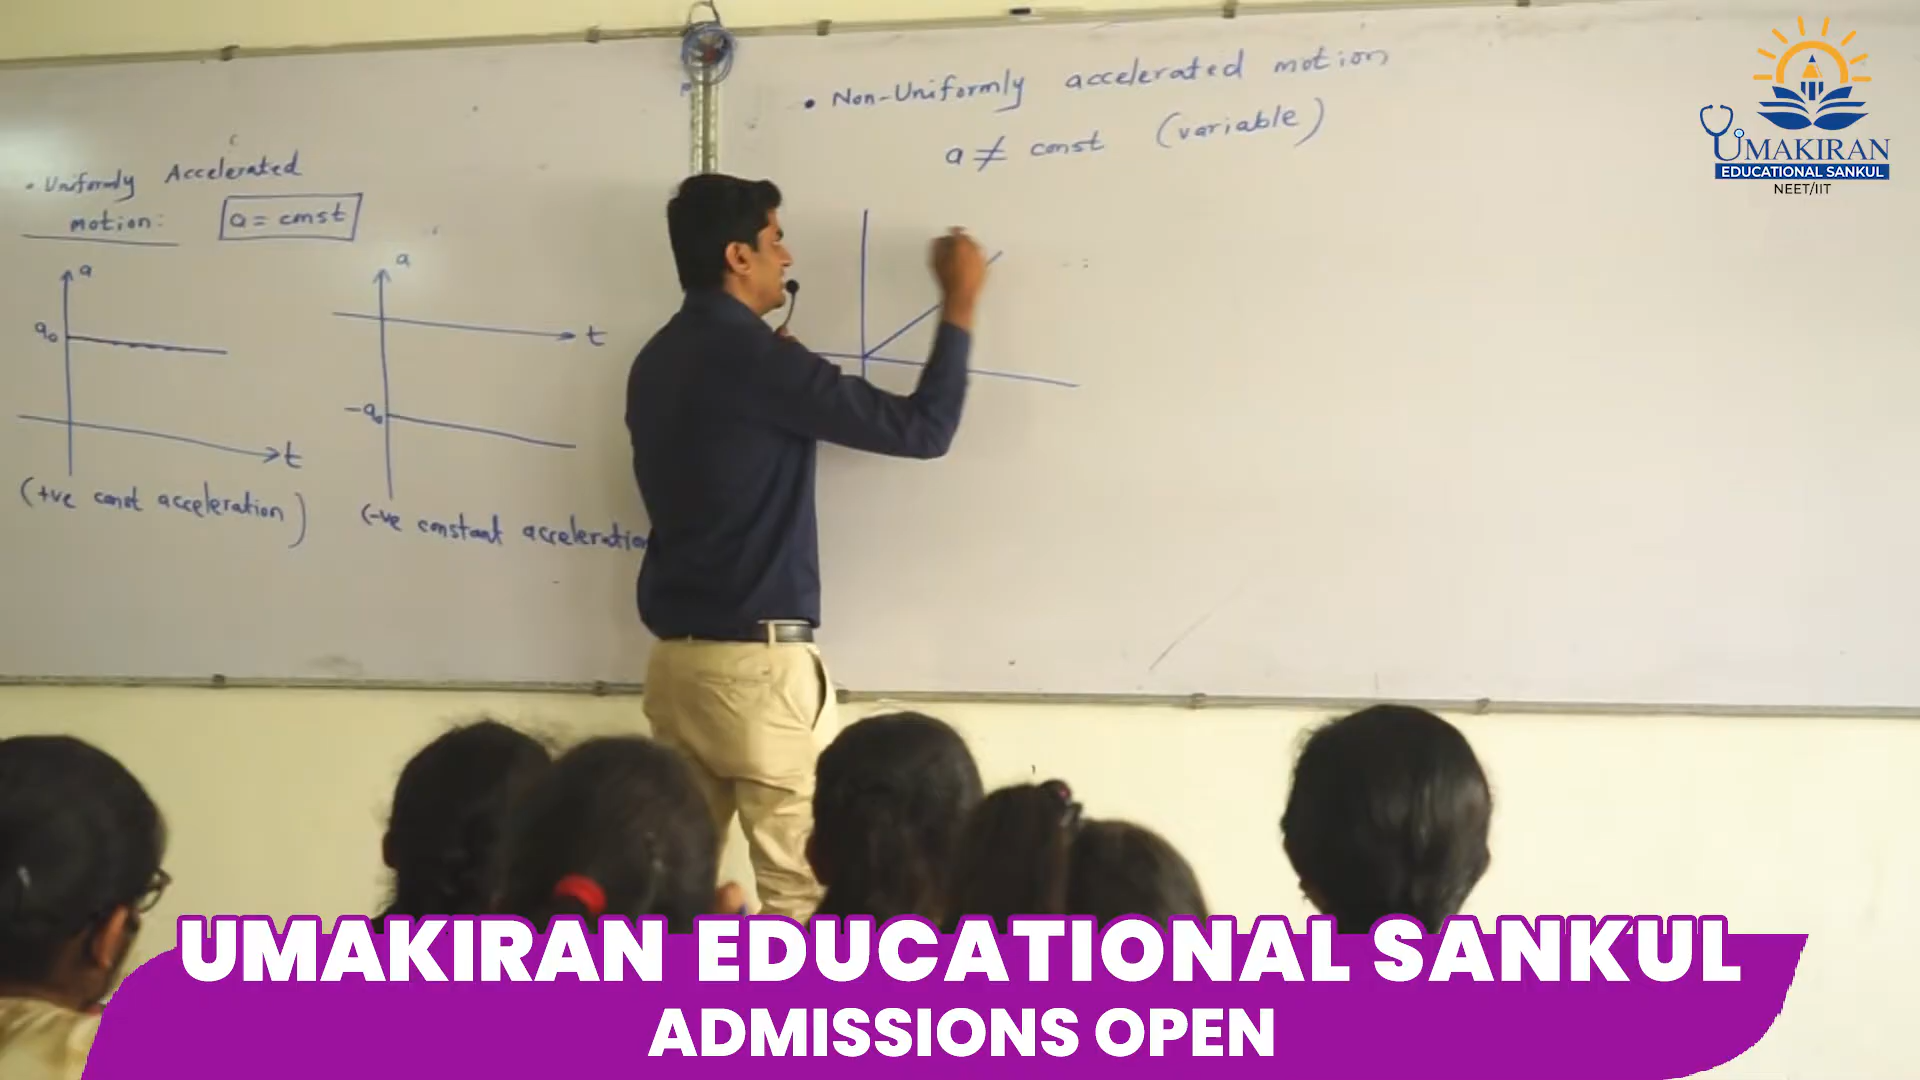 • Uniformly Accelerated
motion:
a = const
a
a₀
t
(+ve const acceleration)
a
t
-a₀
(-ve constant acceleration
• Non-Uniformly accelerated motion
a ≠ const (variable)
UMAKIRAN
EDUCATIONAL SANKUL
NEET/IIT
UMAKIRAN EDUCATIONAL SANKUL
ADMISSIONS OPEN